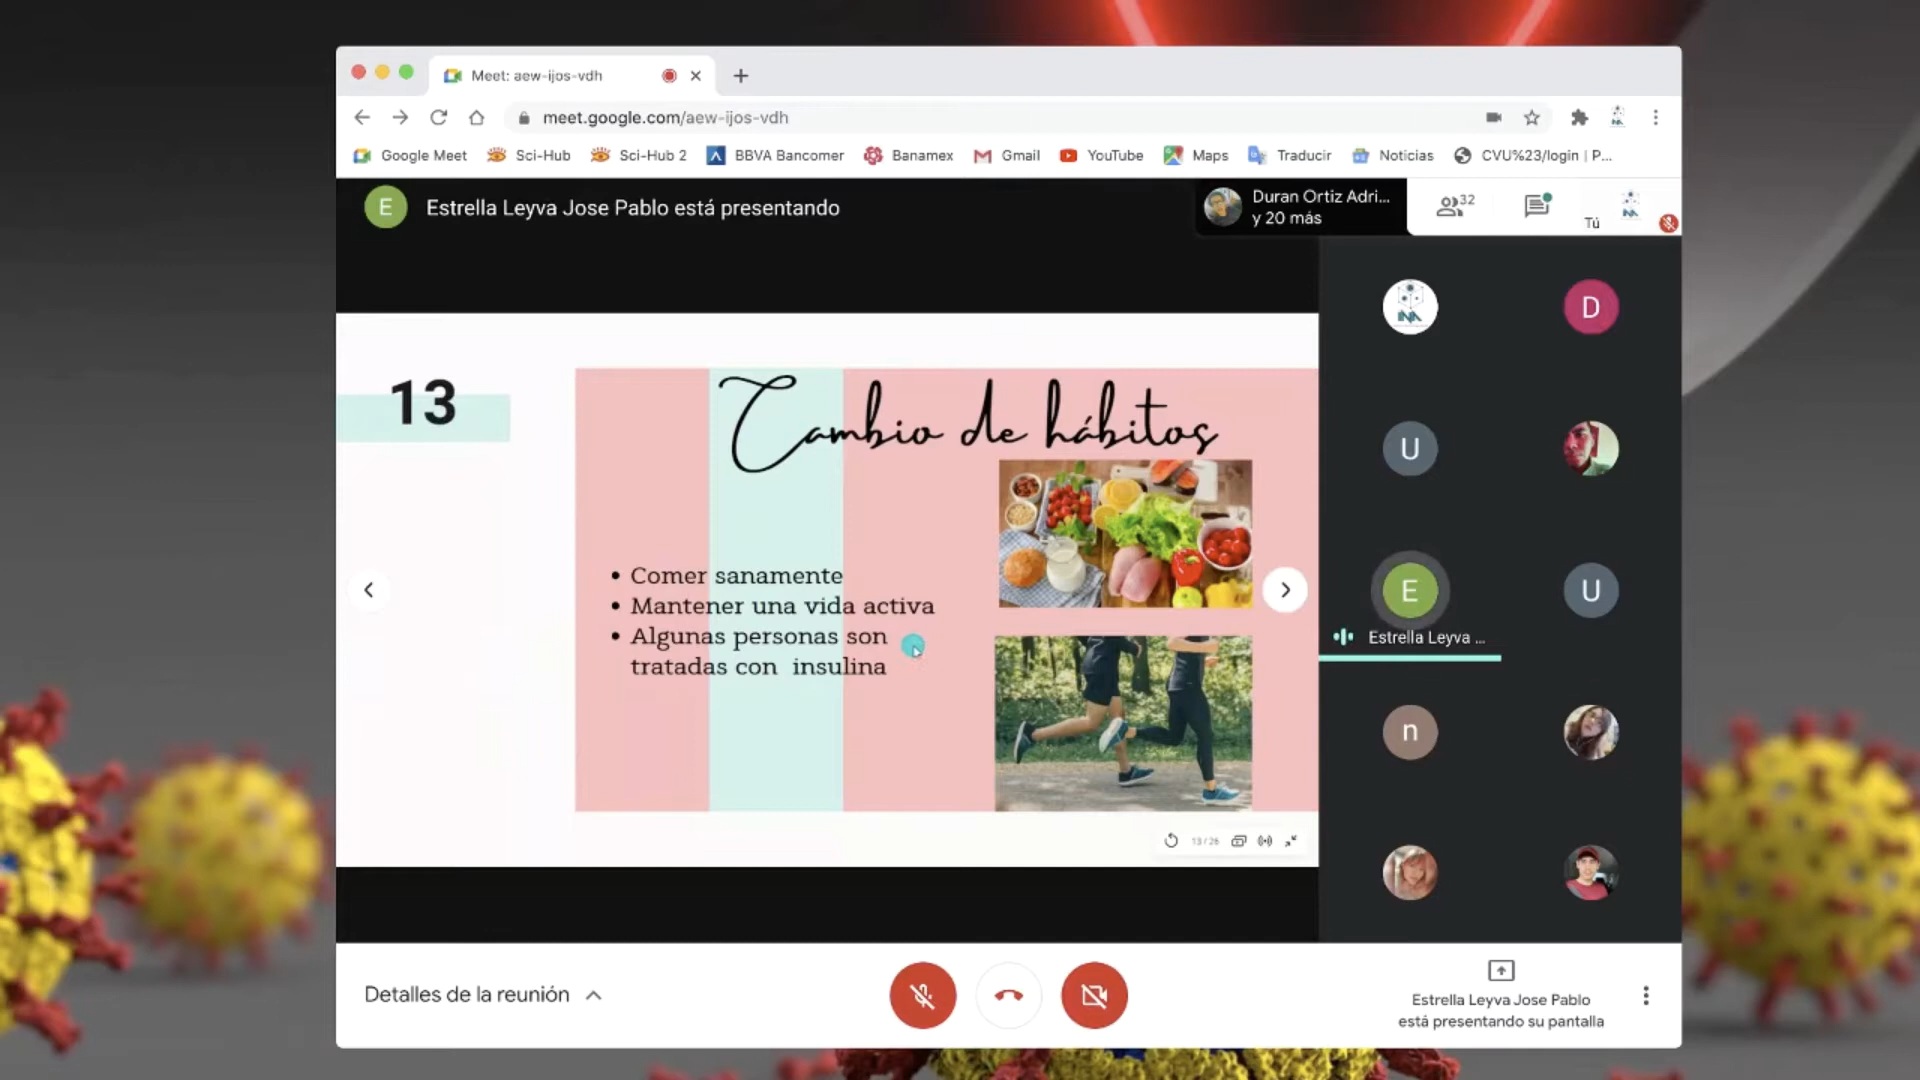 Meet: aew-ijos-vdh
meet.google.com/aew-ijos-vdh
Google Meet
Sci-Hub
Sci-Hub 2
BBVA Bancomer
Banamex
Gmail
YouTube
Maps
Traducir
Noticias
CVU%23/login | P...
E
Estrella Leyva Jose Pablo está presentando
Duran Ortiz Adri...
y 20 más
32
Tú
13
Cambio de hábitos
• Comer sanamente
• Mantener una vida activa
• Algunas personas son
tratadas con insulina
13 / 26
INA
D
U
E
U
Estrella Leyva ...
n
Detalles de la reunión
Estrella Leyva Jose Pablo
está presentando su pantalla